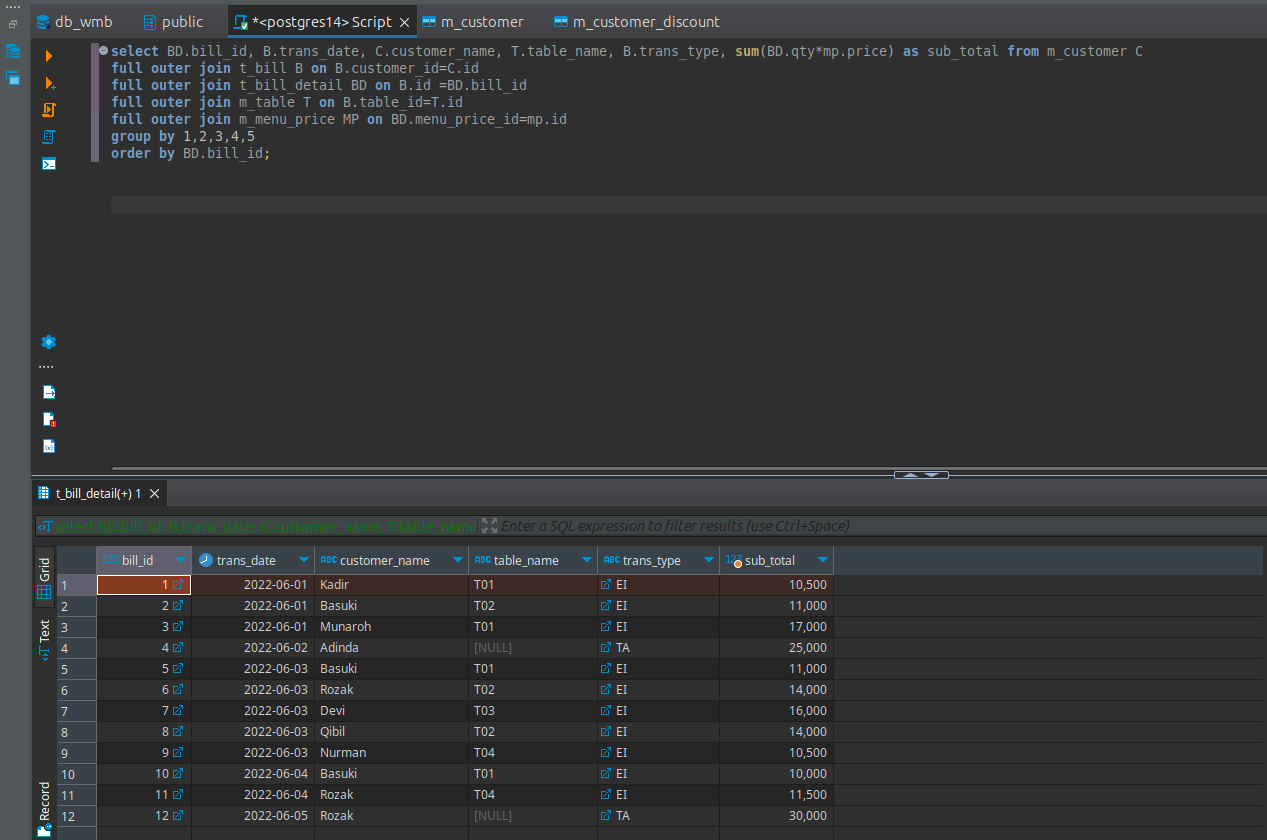 db_wmb public *<postgres14> Script m_customer m_customer_discount
select BD.bill_id, B.trans_date, C.customer_name, T.table_name, B.trans_type, sum(BD.qty*mp.price) as sub_total from m_customer C
full outer join t_bill B on B.customer_id=C.id
full outer join t_bill_detail BD on B.id =BD.bill_id
full outer join m_table T on B.table_id=T.id
full outer join m_menu_price MP on BD.menu_price_id=mp.id
group by 1,2,3,4,5
order by BD.bill_id;
t_bill_detail(+) 1
select BD.bill_id, B.trans_date, C.customer_name, T.table_name Enter a SQL expression to filter results (use Ctrl+Space)
Grid
Text
Record
123 bill_id trans_date ABC customer_name ABC table_name ABC trans_type 123 sub_total
1 1 2022-06-01 Kadir T01 EI 10,500
2 2 2022-06-01 Basuki T02 EI 11,000
3 3 2022-06-01 Munaroh T01 EI 17,000
4 4 2022-06-02 Adinda [NULL] TA 25,000
5 5 2022-06-03 Basuki T01 EI 11,000
6 6 2022-06-03 Rozak T02 EI 14,000
7 7 2022-06-03 Devi T03 EI 16,000
8 8 2022-06-03 Qibil T02 EI 14,000
9 9 2022-06-03 Nurman T04 EI 10,500
10 10 2022-06-04 Basuki T01 EI 10,000
11 11 2022-06-04 Rozak T04 EI 11,500
12 12 2022-06-05 Rozak [NULL] TA 30,000